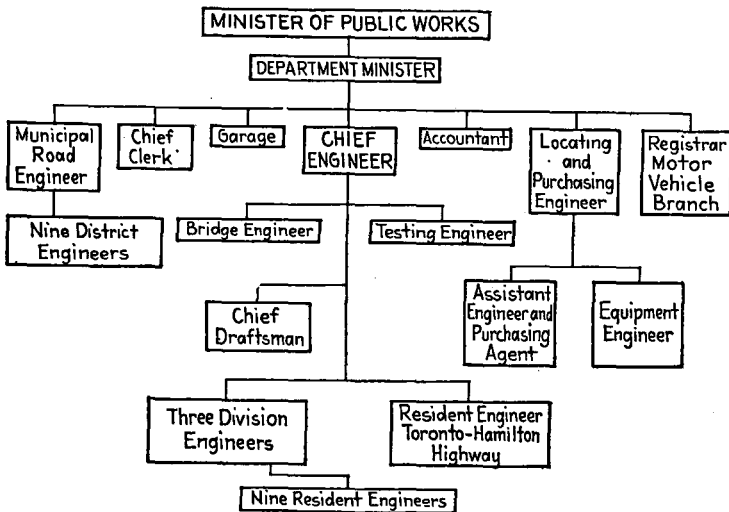 MINISTER OF PUBLIC WORKS
DEPARTMENT MINISTER
Municipal
Road
Engineer
Chief
Clerk
Garage
CHIEF
ENGINEER
Accountant
Locating
and
Purchasing
Engineer
Registrar
Motor
Vehicle
Branch
Nine District
Engineers
Bridge Engineer
Testing Engineer
Chief
Draftsman
Assistant
Engineer and
Purchasing
Agent
Equipment
Engineer
Three Division
Engineers
Resident Engineer
Toronto-Hamilton
Highway
Nine Resident Engineers